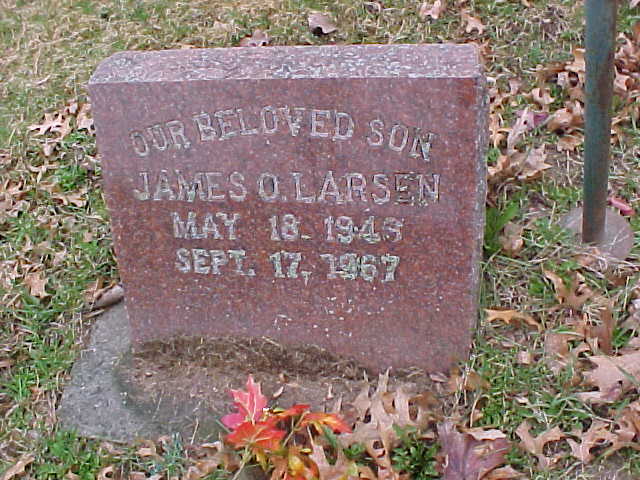 OUR BELOVED SON
JAMES O. LARSEN
MAY 18. 1946
SEPT. 17, 1967